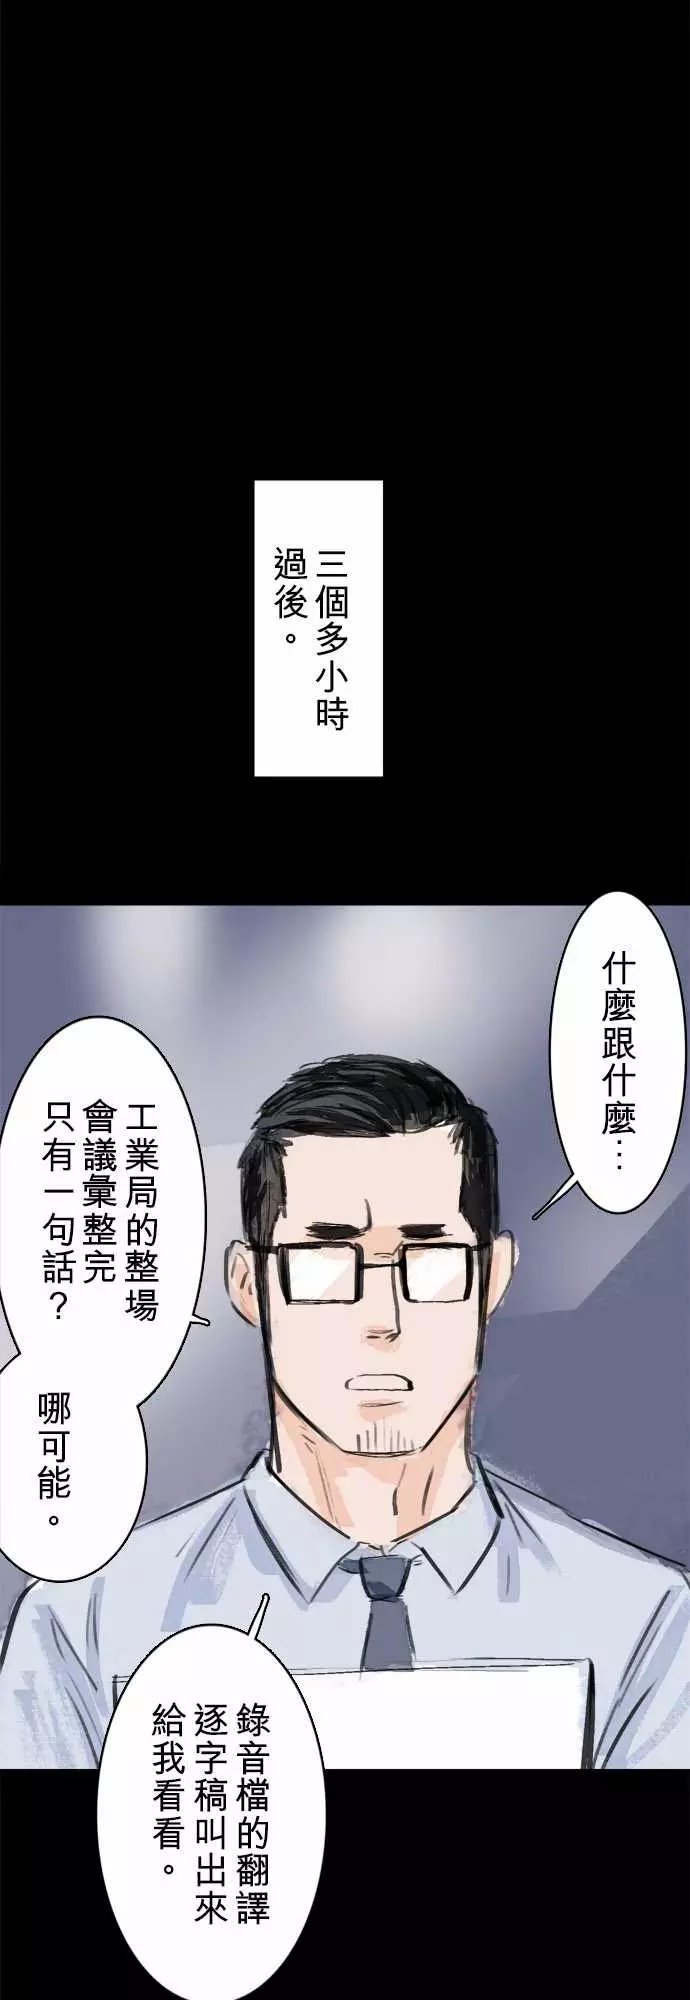 三個多小時
過後。
什麼跟什麼…
工業局的整場
會議彙整完
只有一句話？
哪可能。
錄音檔的翻譯
逐字稿叫出來
給我看看。